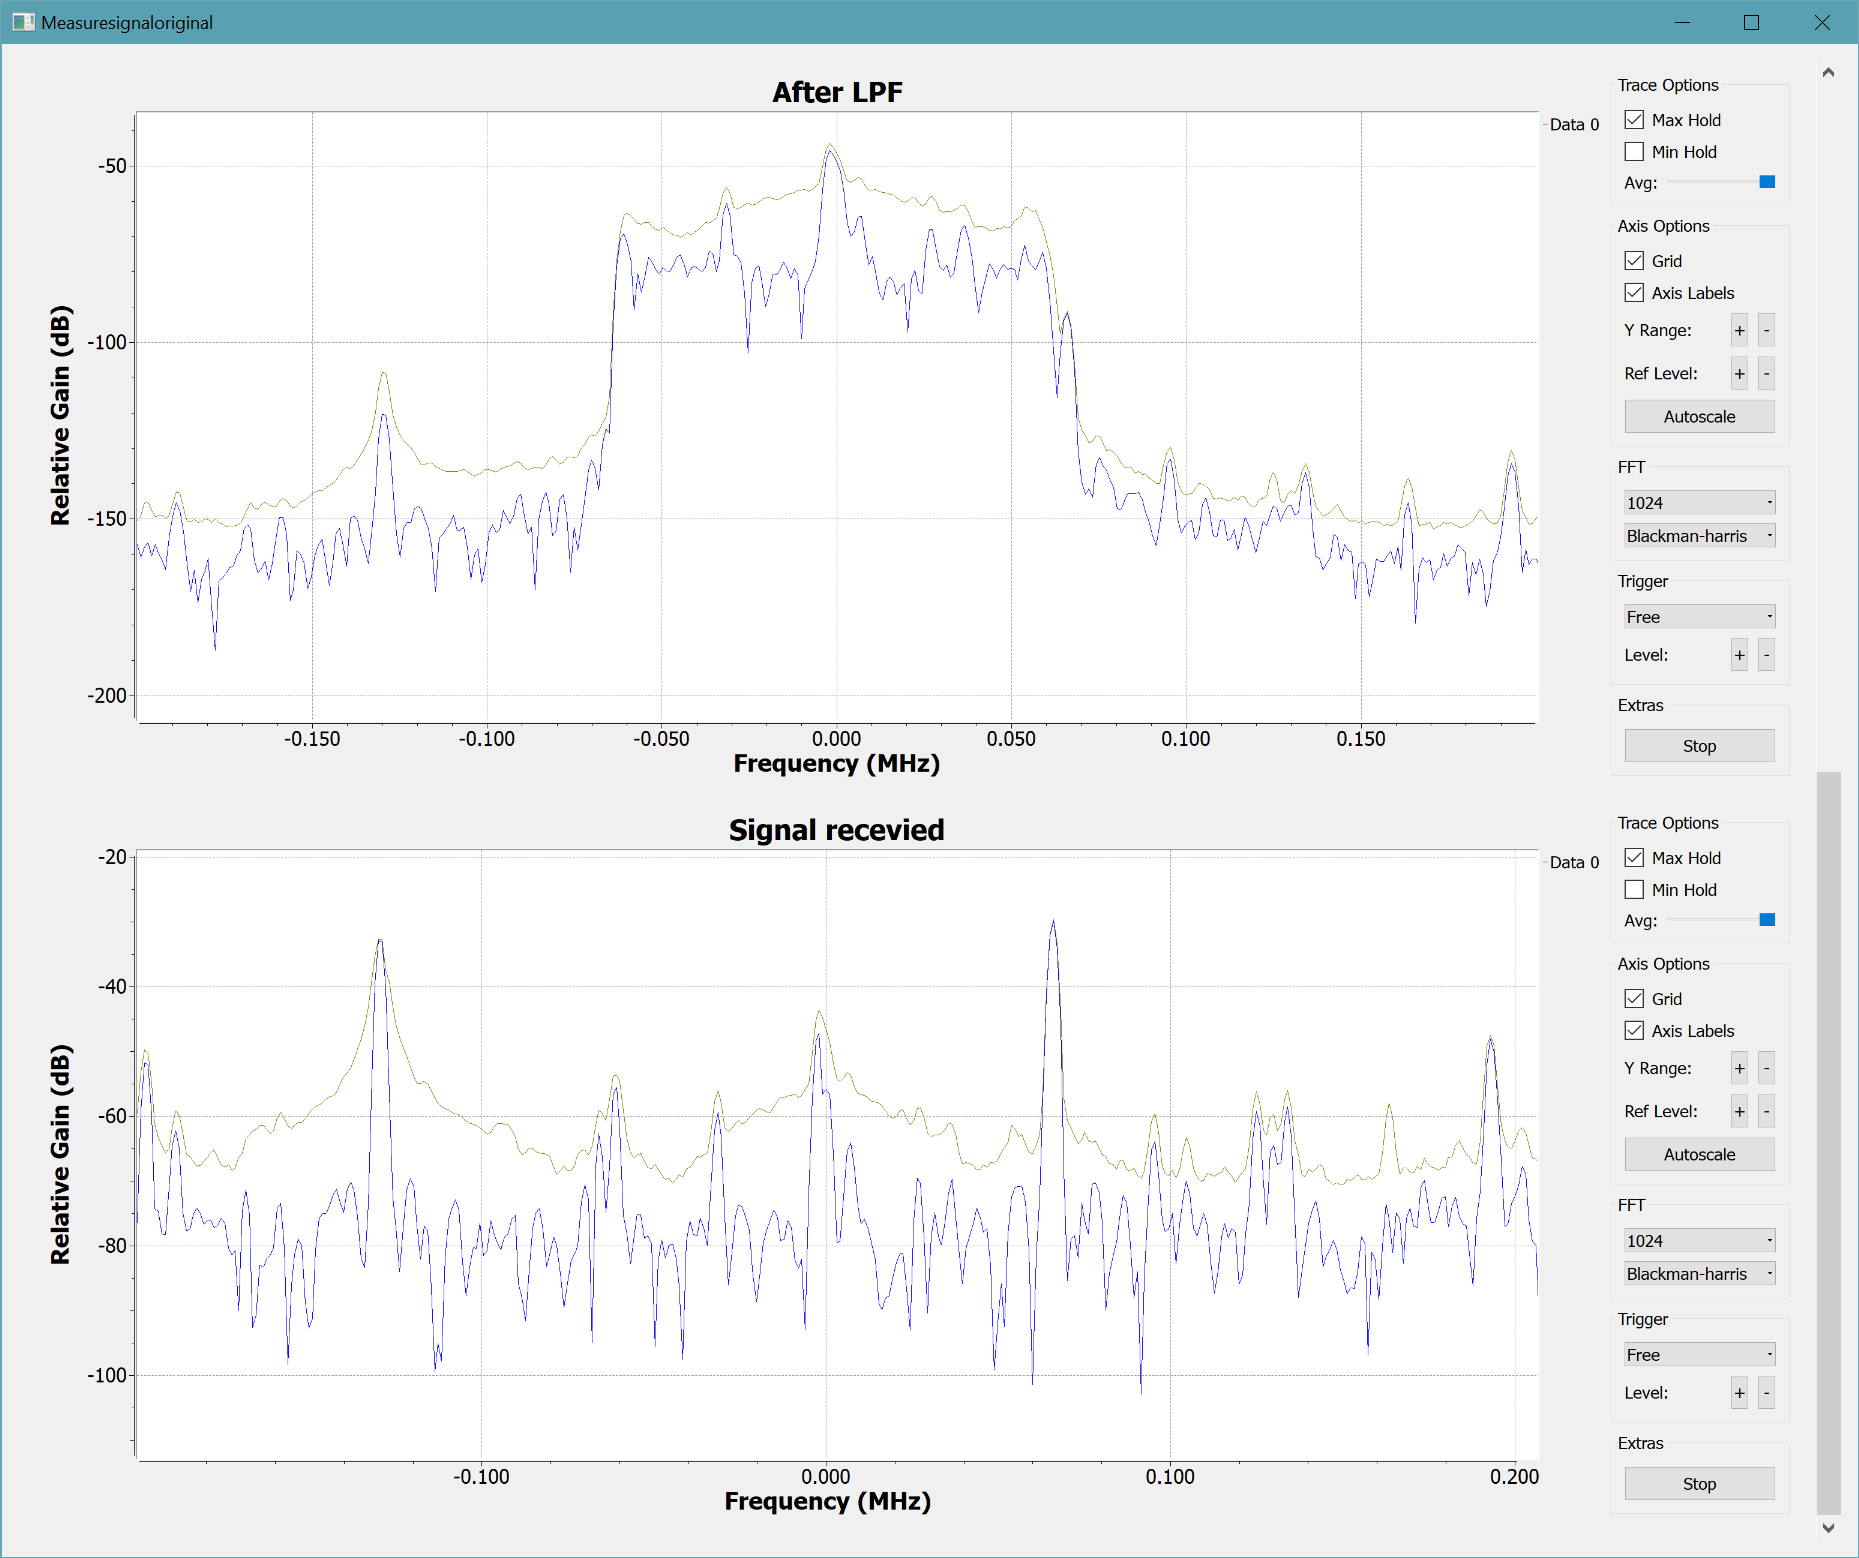 Measuresignaloriginal
After LPF
Data 0
Relative Gain (dB)
-50
-100
-150
-200
-0.150 -0.100 -0.050 0.000 0.050 0.100 0.150
Frequency (MHz)
Trace Options
Max Hold
Min Hold
Avg:
Axis Options
Grid
Axis Labels
Y Range: + -
Ref Level: + -
Autoscale
FFT
1024
Blackman-harris
Trigger
Free
Level: + -
Extras
Stop
Signal recevied
Data 0
Relative Gain (dB)
-20
-40
-60
-80
-100
-0.100 0.000 0.100 0.200
Frequency (MHz)
Trace Options
Max Hold
Min Hold
Avg:
Axis Options
Grid
Axis Labels
Y Range: + -
Ref Level: + -
Autoscale
FFT
1024
Blackman-harris
Trigger
Free
Level: + -
Extras
Stop